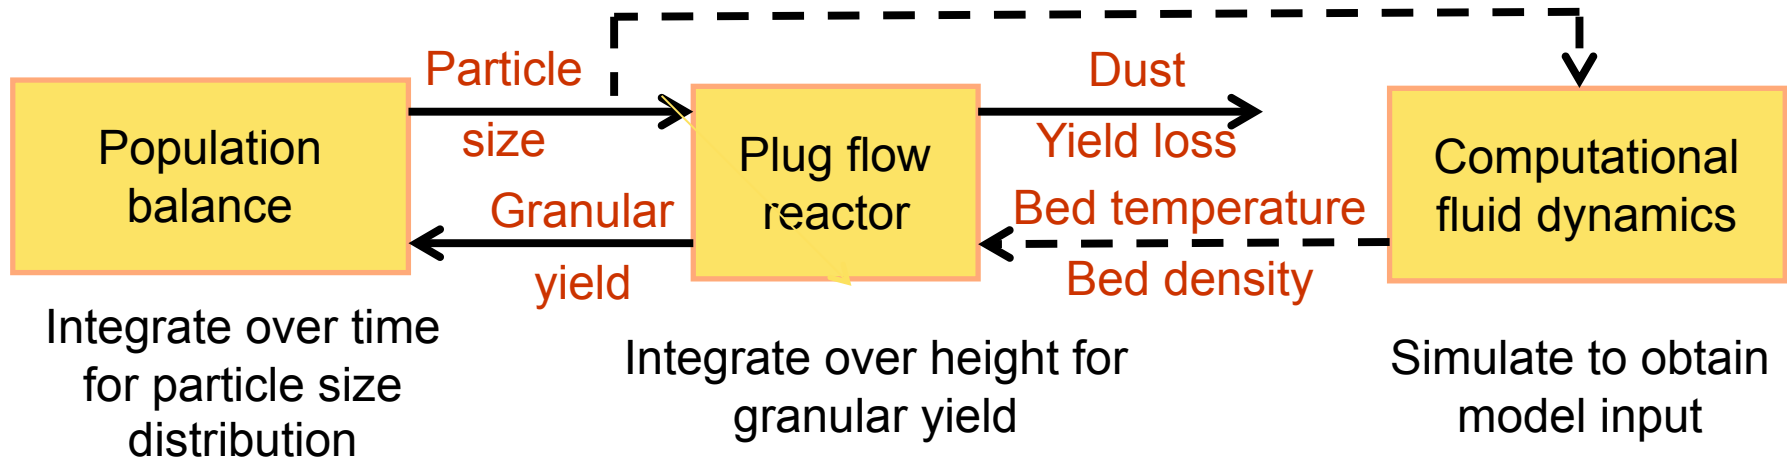 Particle
size
Dust
Yield loss
Population
balance
Plug flow
reactor
Computational
fluid dynamics
Granular
yield
Bed temperature
Bed density
Integrate over time
for particle size
distribution
Integrate over height for
granular yield
Simulate to obtain
model input